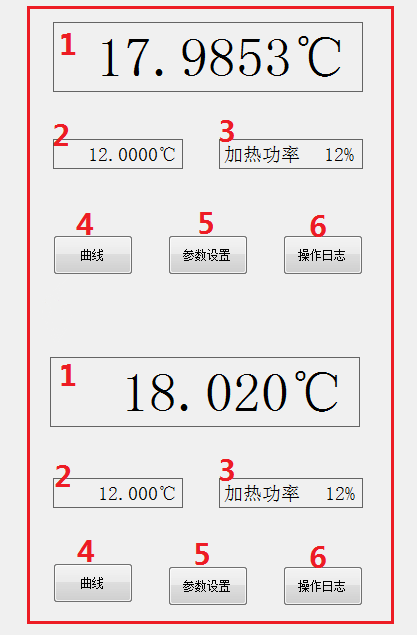 1 17.9853℃
2 3
12.0000℃ 加热功率 12%
4 5 6
曲线 参数设置 操作日志
1 18.020℃
2 3
12.000℃ 加热功率 12%
4 5 6
曲线 参数设置 操作日志